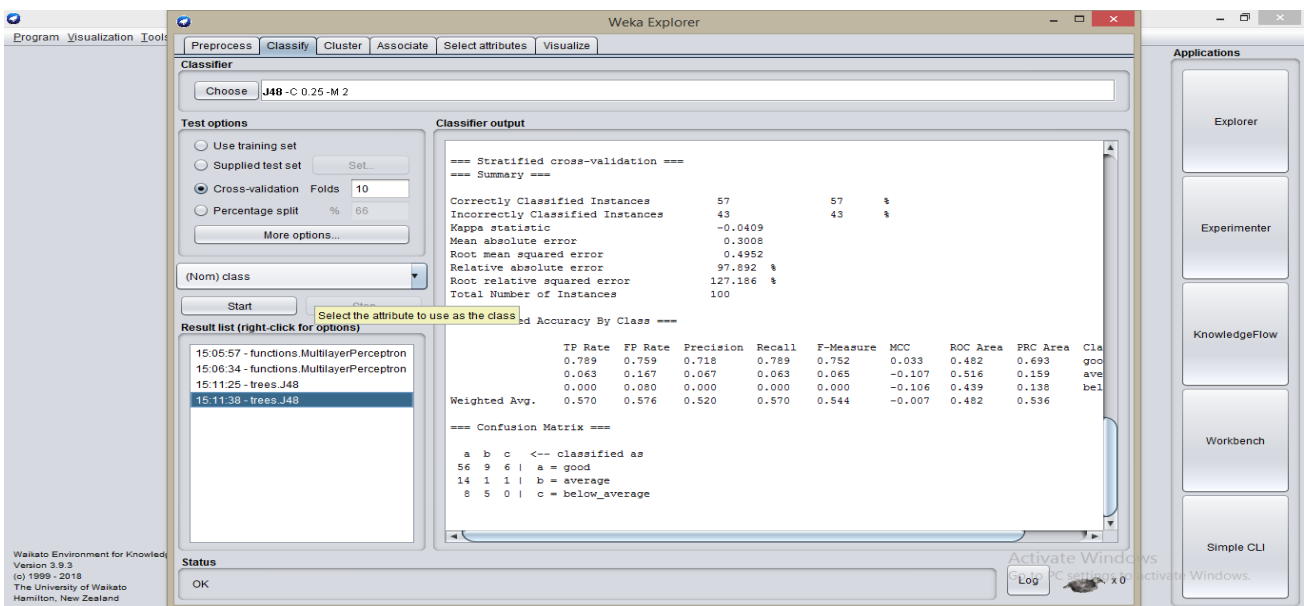 Weka Explorer
Program Visualization Tools
Preprocess Classify Cluster Associate Select attributes Visualize
Classifier
Choose J48 -C 0.25 -M 2
Test options
Use training set
Supplied test set Set...
Cross-validation Folds 10
Percentage split % 66
More options...
(Nom) class
Start Stop
Select the attribute to use as the class
Result list (right-click for options)
15:05:57 - functions.MultilayerPerceptron
15:06:34 - functions.MultilayerPerceptron
15:11:25 - trees.J48
15:11:38 - trees.J48
Classifier output
=== Stratified cross-validation ===
=== Summary ===
Correctly Classified Instances 57 57 %
Incorrectly Classified Instances 43 43 %
Kappa statistic -0.0409
Mean absolute error 0.3008
Root mean squared error 0.4952
Relative absolute error 97.892 %
Root relative squared error 127.186 %
Total Number of Instances 100
ed Accuracy By Class ===
TP Rate FP Rate Precision Recall F-Measure MCC ROC Area PRC Area Cla
0.789 0.759 0.718 0.789 0.752 0.033 0.482 0.693 goo
0.063 0.167 0.067 0.063 0.065 -0.107 0.516 0.159 ave
0.000 0.080 0.000 0.000 0.000 -0.106 0.439 0.138 bel
Weighted Avg. 0.570 0.576 0.520 0.570 0.544 -0.007 0.482 0.536
=== Confusion Matrix ===
a b c <-- classified as
56 9 6 | a = good
14 1 1 | b = average
8 5 0 | c = below_average
Status
OK
Log x 0
Applications
Explorer
Experimenter
KnowledgeFlow
Workbench
Simple CLI
Waikato Environment for Knowled
Version 3.9.3
(c) 1999 - 2018
The University of Waikato
Hamilton, New Zealand
Activate Windows
Go to PC settings to activate Windows.